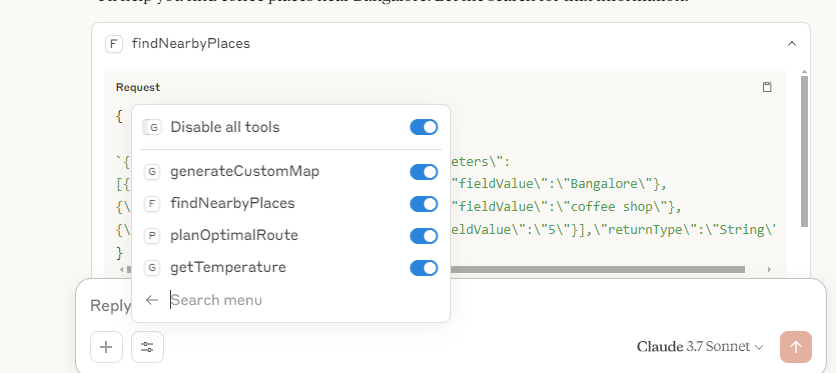 findNearbyPlaces
Request
{
G Disable all tools
`{ eters\":
G generateCustomMap
[{ "fieldValue\":\"Bangalore\"},
F findNearbyPlaces
{\ "fieldValue\":\"coffee shop\"},
P planOptimalRoute
{\ eldValue\":\"5\"}],\"returnType\":\"String\"
G getTemperature
}
Search menu
Reply
Claude 3.7 Sonnet